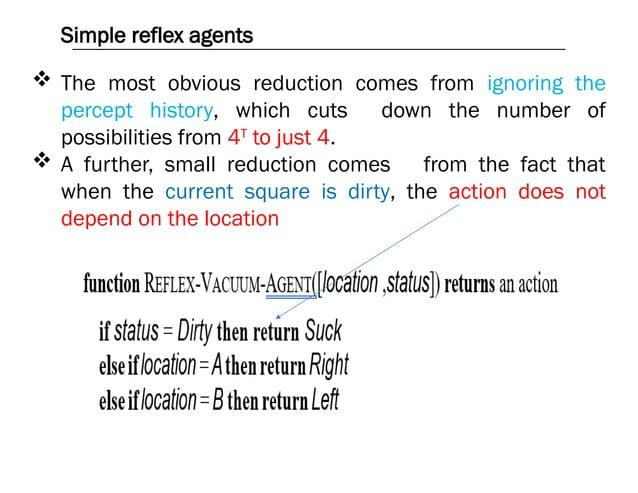 Simple reflex agents
❖ The most obvious reduction comes from ignoring the
percept history, which cuts down the number of
possibilities from 4ᵀ to just 4.
❖ A further, small reduction comes from the fact that
when the current square is dirty, the action does not
depend on the location
function REFLEX-VACUUM-AGENT([location ,status]) returns an action
if status = Dirty then return Suck
else if location = A then return Right
else if location = B then return Left